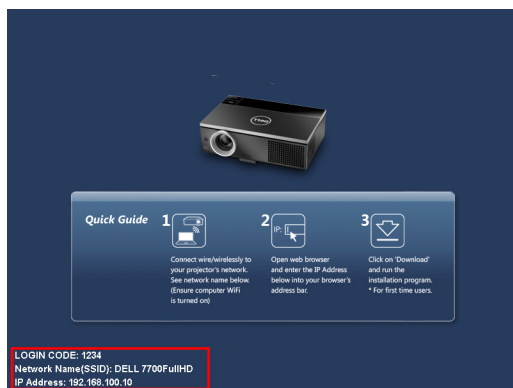 DELL
Quick Guide
1
Connect wire/wirelessly to
your projector's network.
See network name below.
(Ensure computer WiFi
is turned on)
2
IP:
Open web browser
and enter the IP Address
below into your browser's
address bar.
3
Click on 'Download'
and run the
installation program.
* For first time users.
LOGIN CODE: 1234
Network Name(SSID): DELL 7700FullHD
IP Address: 192.168.100.10